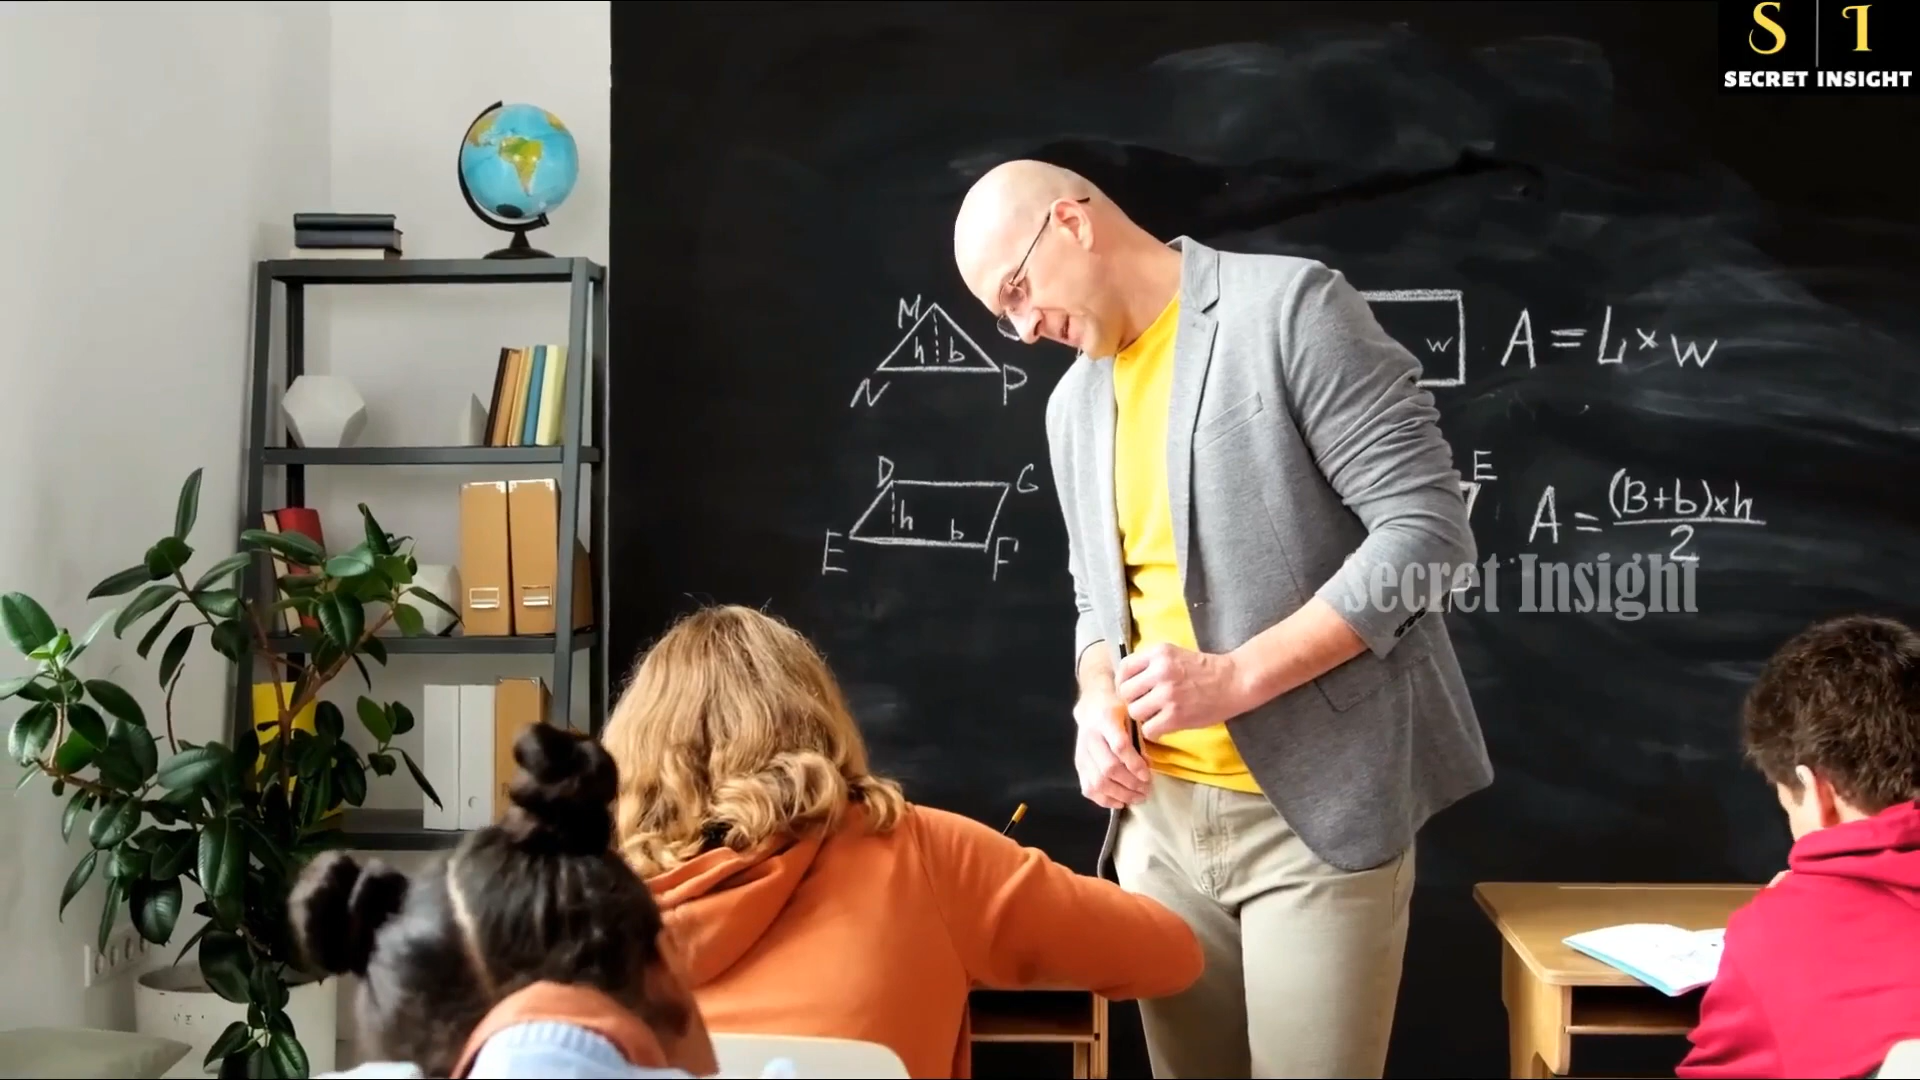 S I
SECRET INSIGHT
M
h b
N P
w
A = L × w
D G
h b
E F
E
A = (B+b)×h
2
Secret Insight